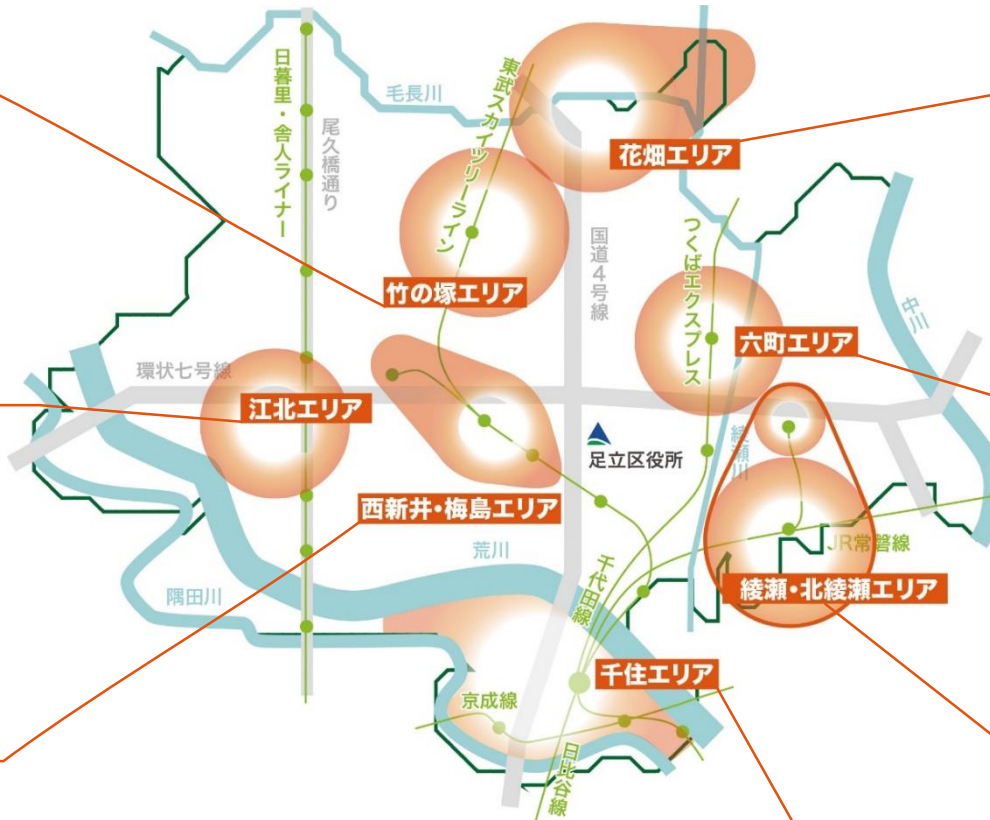 日暮里・舎人ライナー
尾久橋通り
毛長川
東武スカイツリーライン
花畑エリア
竹の塚エリア
国道4号線
つくばエクスプレス
中川
六町エリア
環状七号線
江北エリア
足立区役所
綾瀬川
西新井・梅島エリア
荒川
JR常磐線
千代田線
綾瀬・北綾瀬エリア
隅田川
千住エリア
京成線
日比谷線